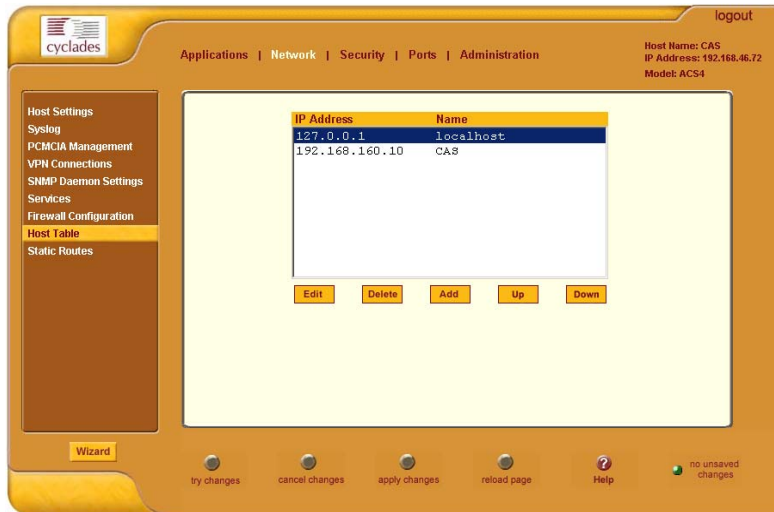 logout
cyclades
Applications | Network | Security | Ports | Administration
Host Name: CAS
IP Address: 192.168.46.72
Model: ACS4
Host Settings
Syslog
PCMCIA Management
VPN Connections
SNMP Daemon Settings
Services
Firewall Configuration
Host Table
Static Routes
IP Address Name
127.0.0.1 localhost
192.168.160.10 CAS
Edit Delete Add Up Down
Wizard
try changes cancel changes apply changes reload page Help no unsaved changes